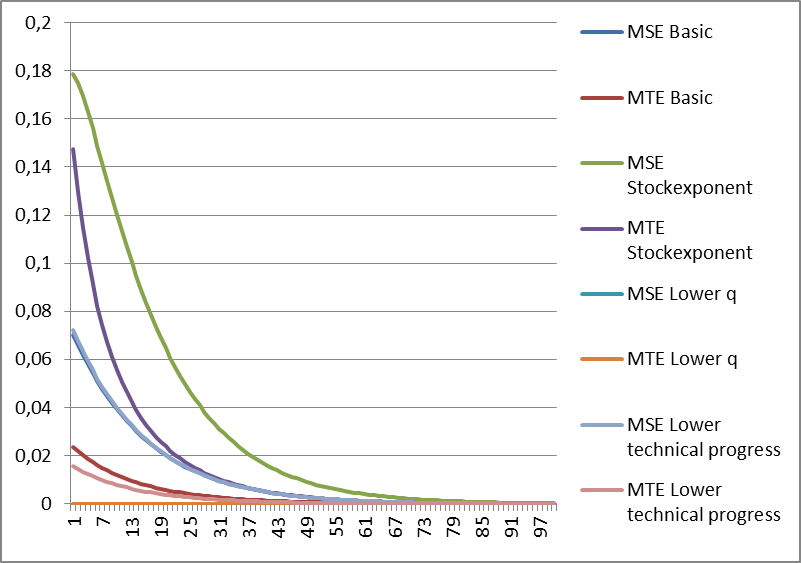 0,2
0,18
0,16
0,14
0,12
0,1
0,08
0,06
0,04
0,02
0
1 7 13 19 25 31 37 43 49 55 61 67 73 79 85 91 97
MSE Basic
MTE Basic
MSE
Stockexponent
MTE
Stockexponent
MSE Lower q
MTE Lower q
MSE Lower
technical progress
MTE Lower
technical progress